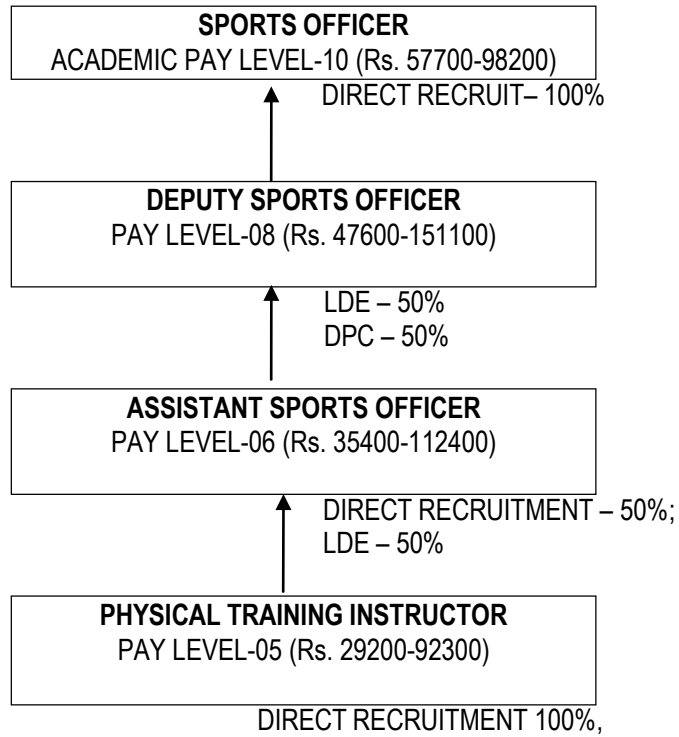 SPORTS OFFICER
ACADEMIC PAY LEVEL-10 (Rs. 57700-98200)
DIRECT RECRUIT– 100%
DEPUTY SPORTS OFFICER
PAY LEVEL-08 (Rs. 47600-151100)
LDE – 50%
DPC – 50%
ASSISTANT SPORTS OFFICER
PAY LEVEL-06 (Rs. 35400-112400)
DIRECT RECRUITMENT – 50%;
LDE – 50%
PHYSICAL TRAINING INSTRUCTOR
PAY LEVEL-05 (Rs. 29200-92300)
DIRECT RECRUITMENT 100%,